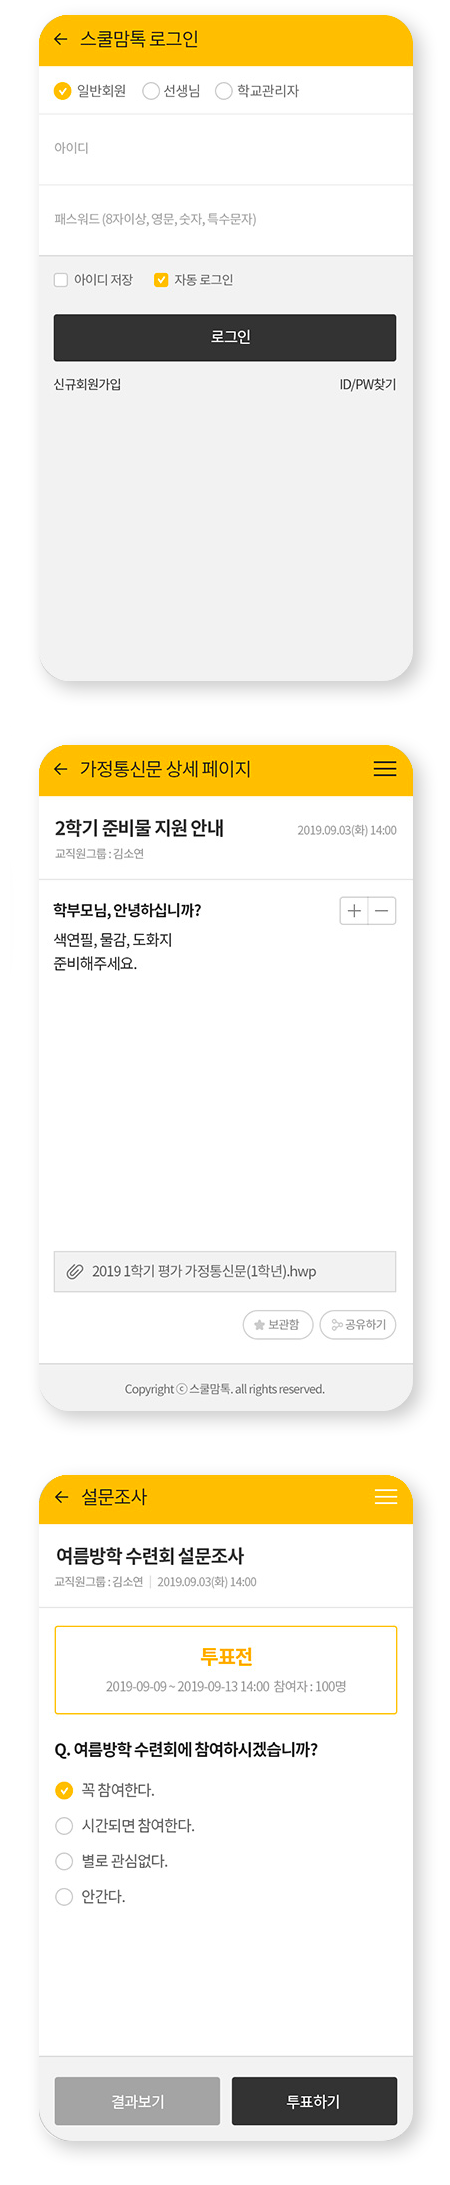 스쿨맘톡 로그인
일반회원 선생님 학교관리자
아이디
패스워드 (8자이상, 영문, 숫자, 특수문자)
아이디 저장 자동 로그인
로그인
신규회원가입 ID/PW찾기
가정통신문 상세 페이지
2학기 준비물 지원 안내 2019.09.03(화) 14:00
교직원그룹 : 김소연
학부모님, 안녕하십니까?
색연필, 물감, 도화지
준비해주세요.
2019 1학기 평가 가정통신문(1학년).hwp
보관함 공유하기
Copyright ⓒ 스쿨맘톡. all rights reserved.
설문조사
여름방학 수련회 설문조사
교직원그룹 : 김소연 | 2019.09.03(화) 14:00
투표전
2019-09-09 ~ 2019-09-13 14:00 참여자 : 100명
Q. 여름방학 수련회에 참여하시겠습니까?
꼭 참여한다.
시간되면 참여한다.
별로 관심없다.
안간다.
결과보기 투표하기